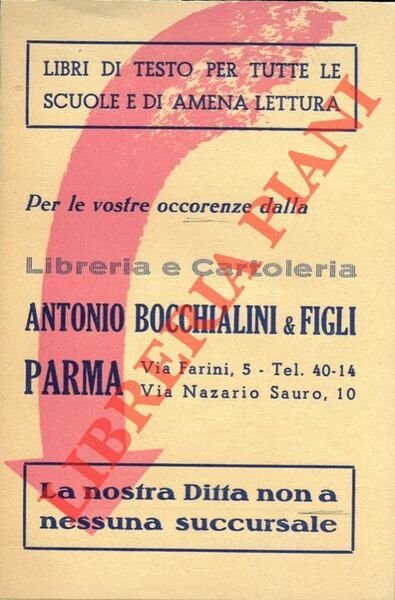 LIBRI DI TESTO PER TUTTE LE
SCUOLE E DI AMENA LETTURA
Per le vostre occorenze dalla
Libreria e Cartoleria
ANTONIO BOCCHIALINI & FIGLI
PARMA Via Farini, 5 - Tel. 40-14
Via Nazario Sauro, 10
La nostra Ditta non a
nessuna succursale
LIBRERIA PIANI